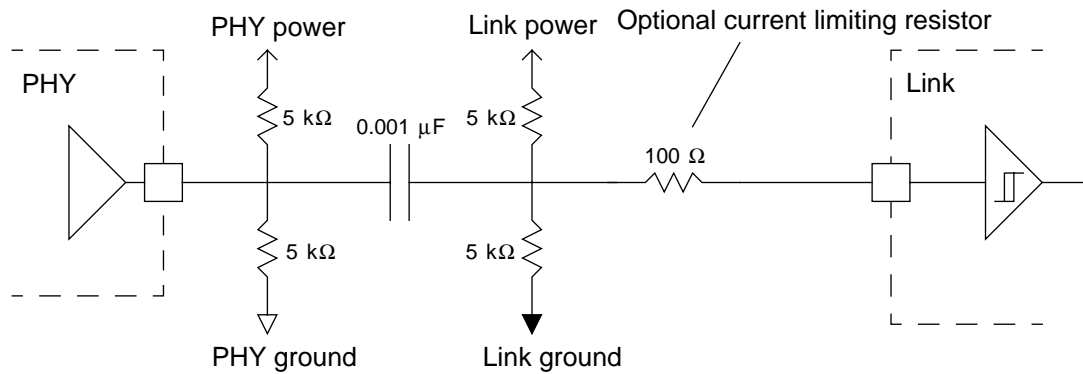 Optional current limiting resistor
PHY power
Link power
PHY
Link
5 kΩ
0.001 μF
5 kΩ
100 Ω
5 kΩ
5 kΩ
PHY ground
Link ground